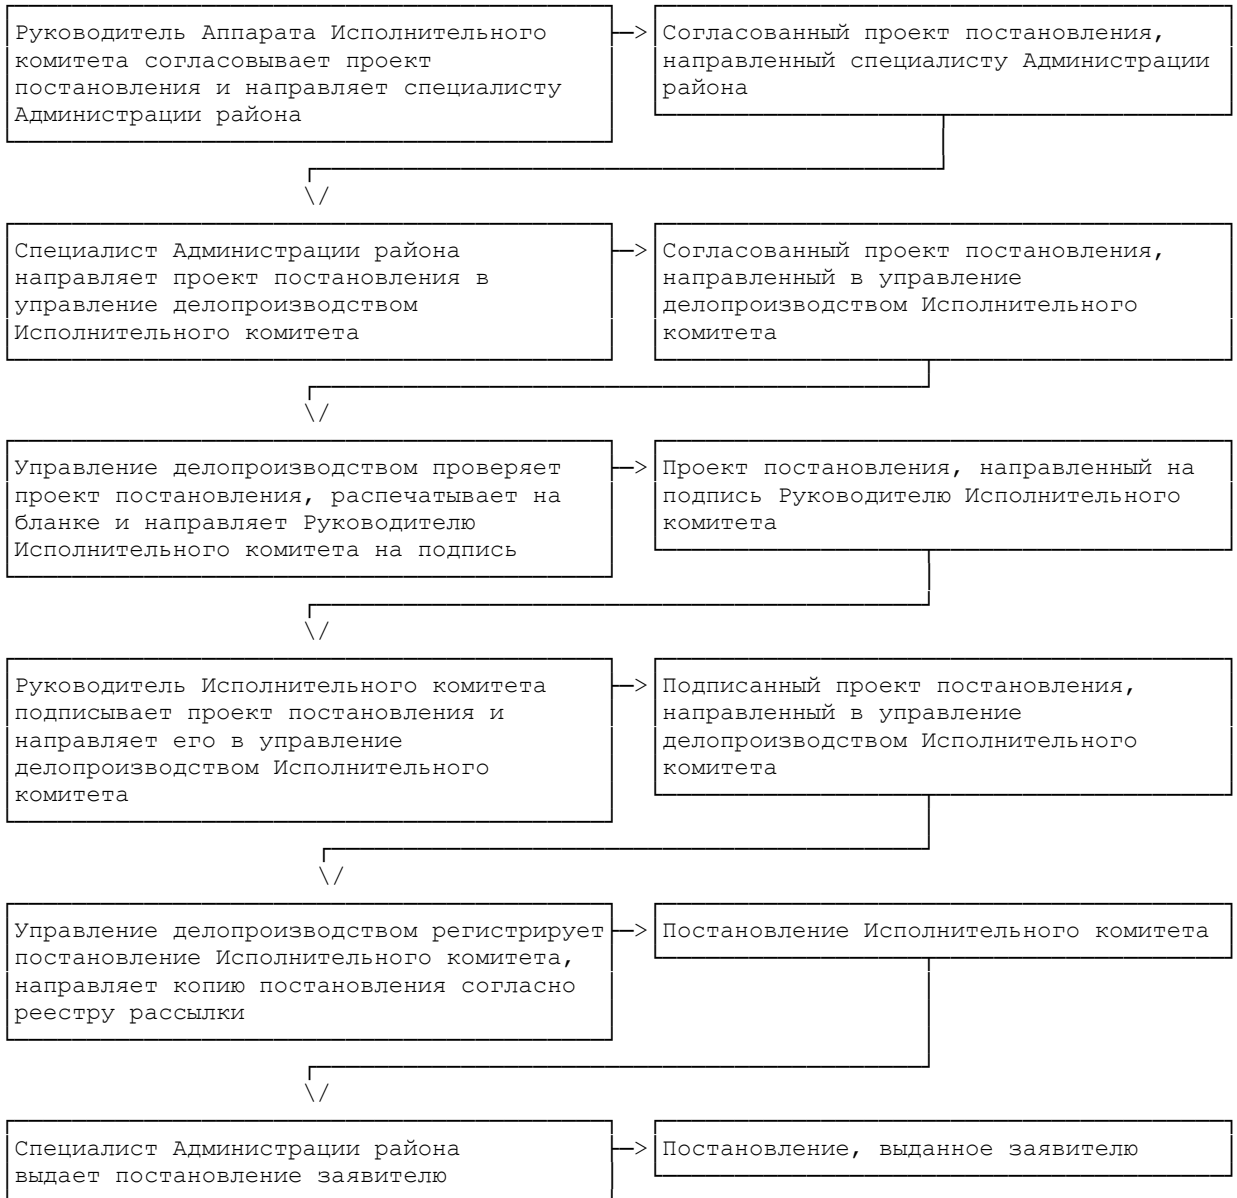 Руководитель Аппарата Исполнительного
комитета согласовывает проект
постановления и направляет специалисту
Администрации района
Согласованный проект постановления,
направленный специалисту Администрации
района
Специалист Администрации района
направляет проект постановления в
управление делопроизводством
Исполнительного комитета
Согласованный проект постановления,
направленный в управление
делопроизводством Исполнительного
комитета
Управление делопроизводством проверяет
проект постановления, распечатывает на
бланке и направляет Руководителю
Исполнительного комитета на подпись
Проект постановления, направленный на
подпись Руководителю Исполнительного
комитета
Руководитель Исполнительного комитета
подписывает проект постановления и
направляет его в управление
делопроизводством Исполнительного
комитета
Подписанный проект постановления,
направленный в управление
делопроизводством Исполнительного
комитета
Управление делопроизводством регистрирует
постановление Исполнительного комитета,
направляет копию постановления согласно
реестру рассылки
Постановление Исполнительного комитета
Специалист Администрации района
выдает постановление заявителю
Постановление, выданное заявителю